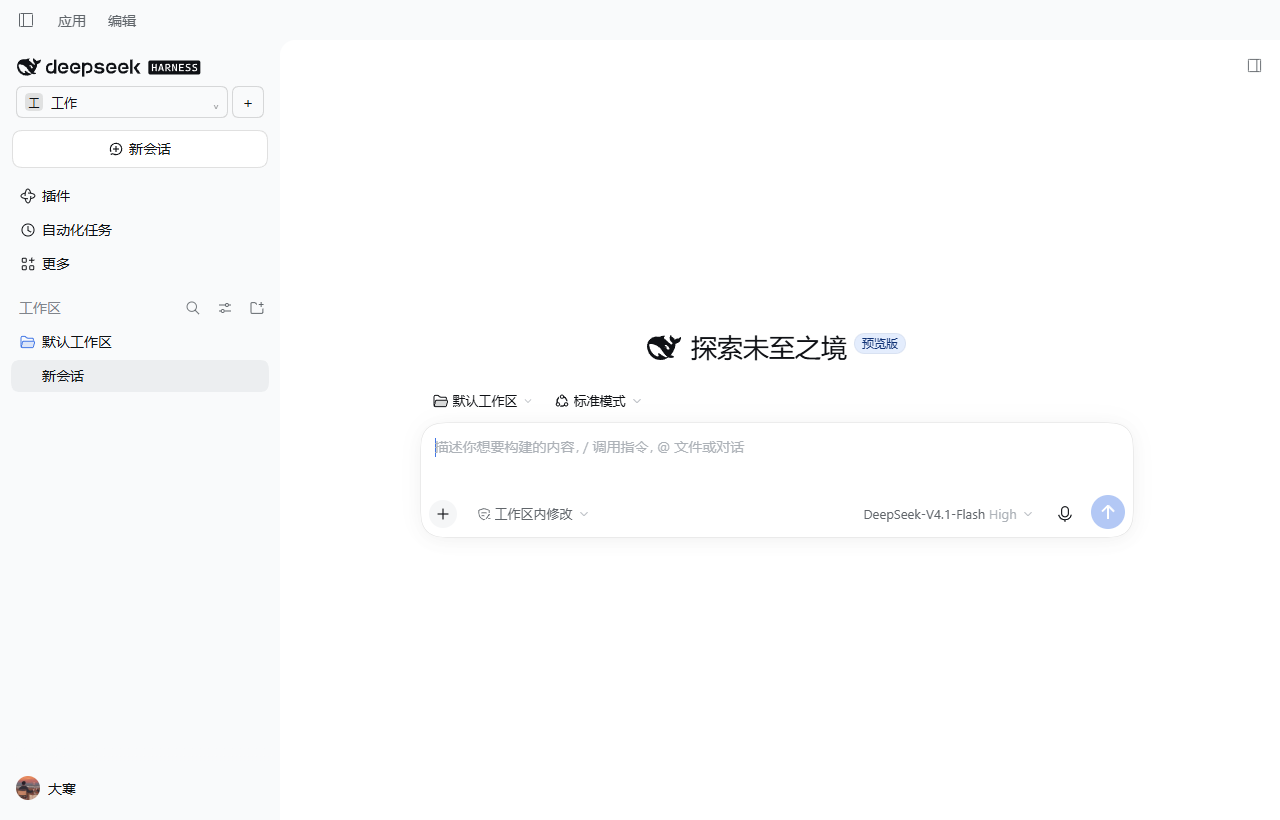 应用 编辑
deepseek HARNESS
工 工作
+
新会话
插件
自动化任务
更多
工作区
默认工作区
新会话
探索未至之境 预览版
默认工作区 标准模式
描述你想要构建的内容, / 调用指令, @ 文件或对话
工作区内修改 DeepSeek-V4.1-Flash High
大寒